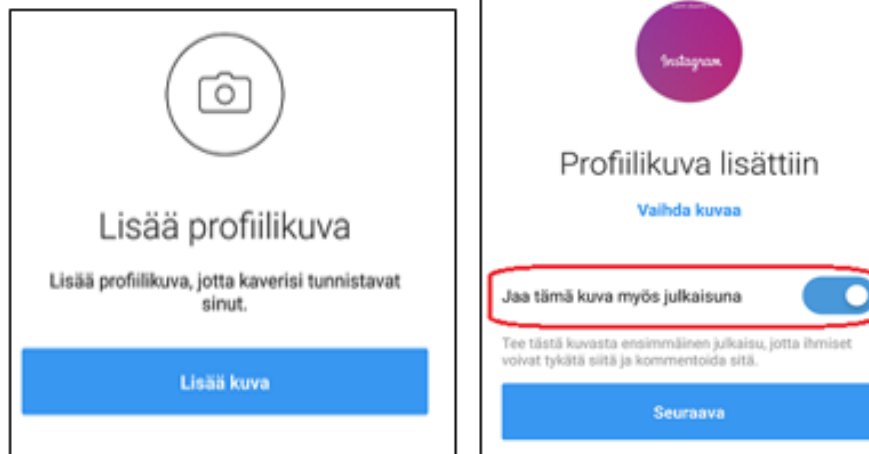 Lisää profiilikuva
Lisää profiilikuva, jotta kaverisi tunnistavat
sinut.
Lisää kuva
Instagram
Profiilikuva lisättiin
Vaihda kuvaa
Jaa tämä kuva myös julkaisuna
Tee tästä kuvasta ensimmäinen julkaisu, jotta ihmiset
voivat tykätä siitä ja kommentoida sitä.
Seuraava